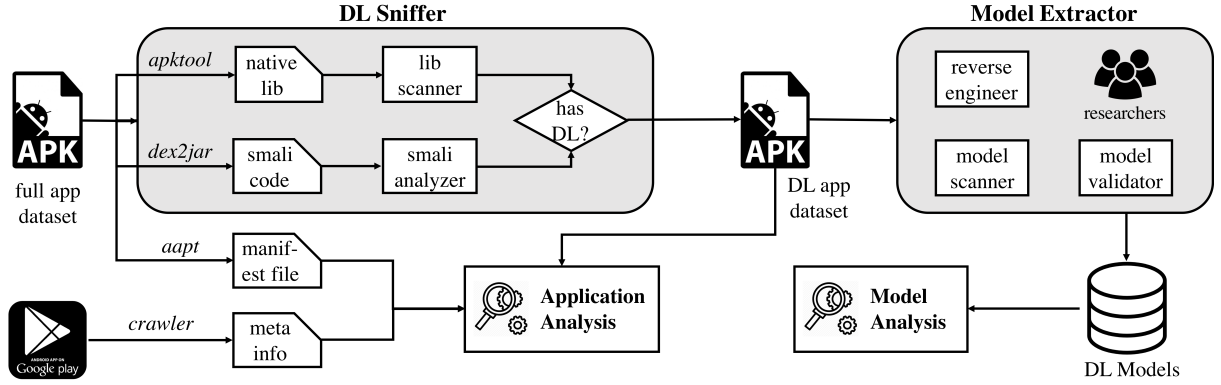 DL Sniffer
Model Extractor
apktool
native
lib
lib
scanner
has
DL?
dex2jar
smali
code
smali
analyzer
APK
full app
dataset
APK
DL app
dataset
reverse
engineer
researchers
model
scanner
model
validator
aapt
manif-
est file
crawler
meta
info
ANDROID APP ON
Google play
Application
Analysis
Model
Analysis
DL Models